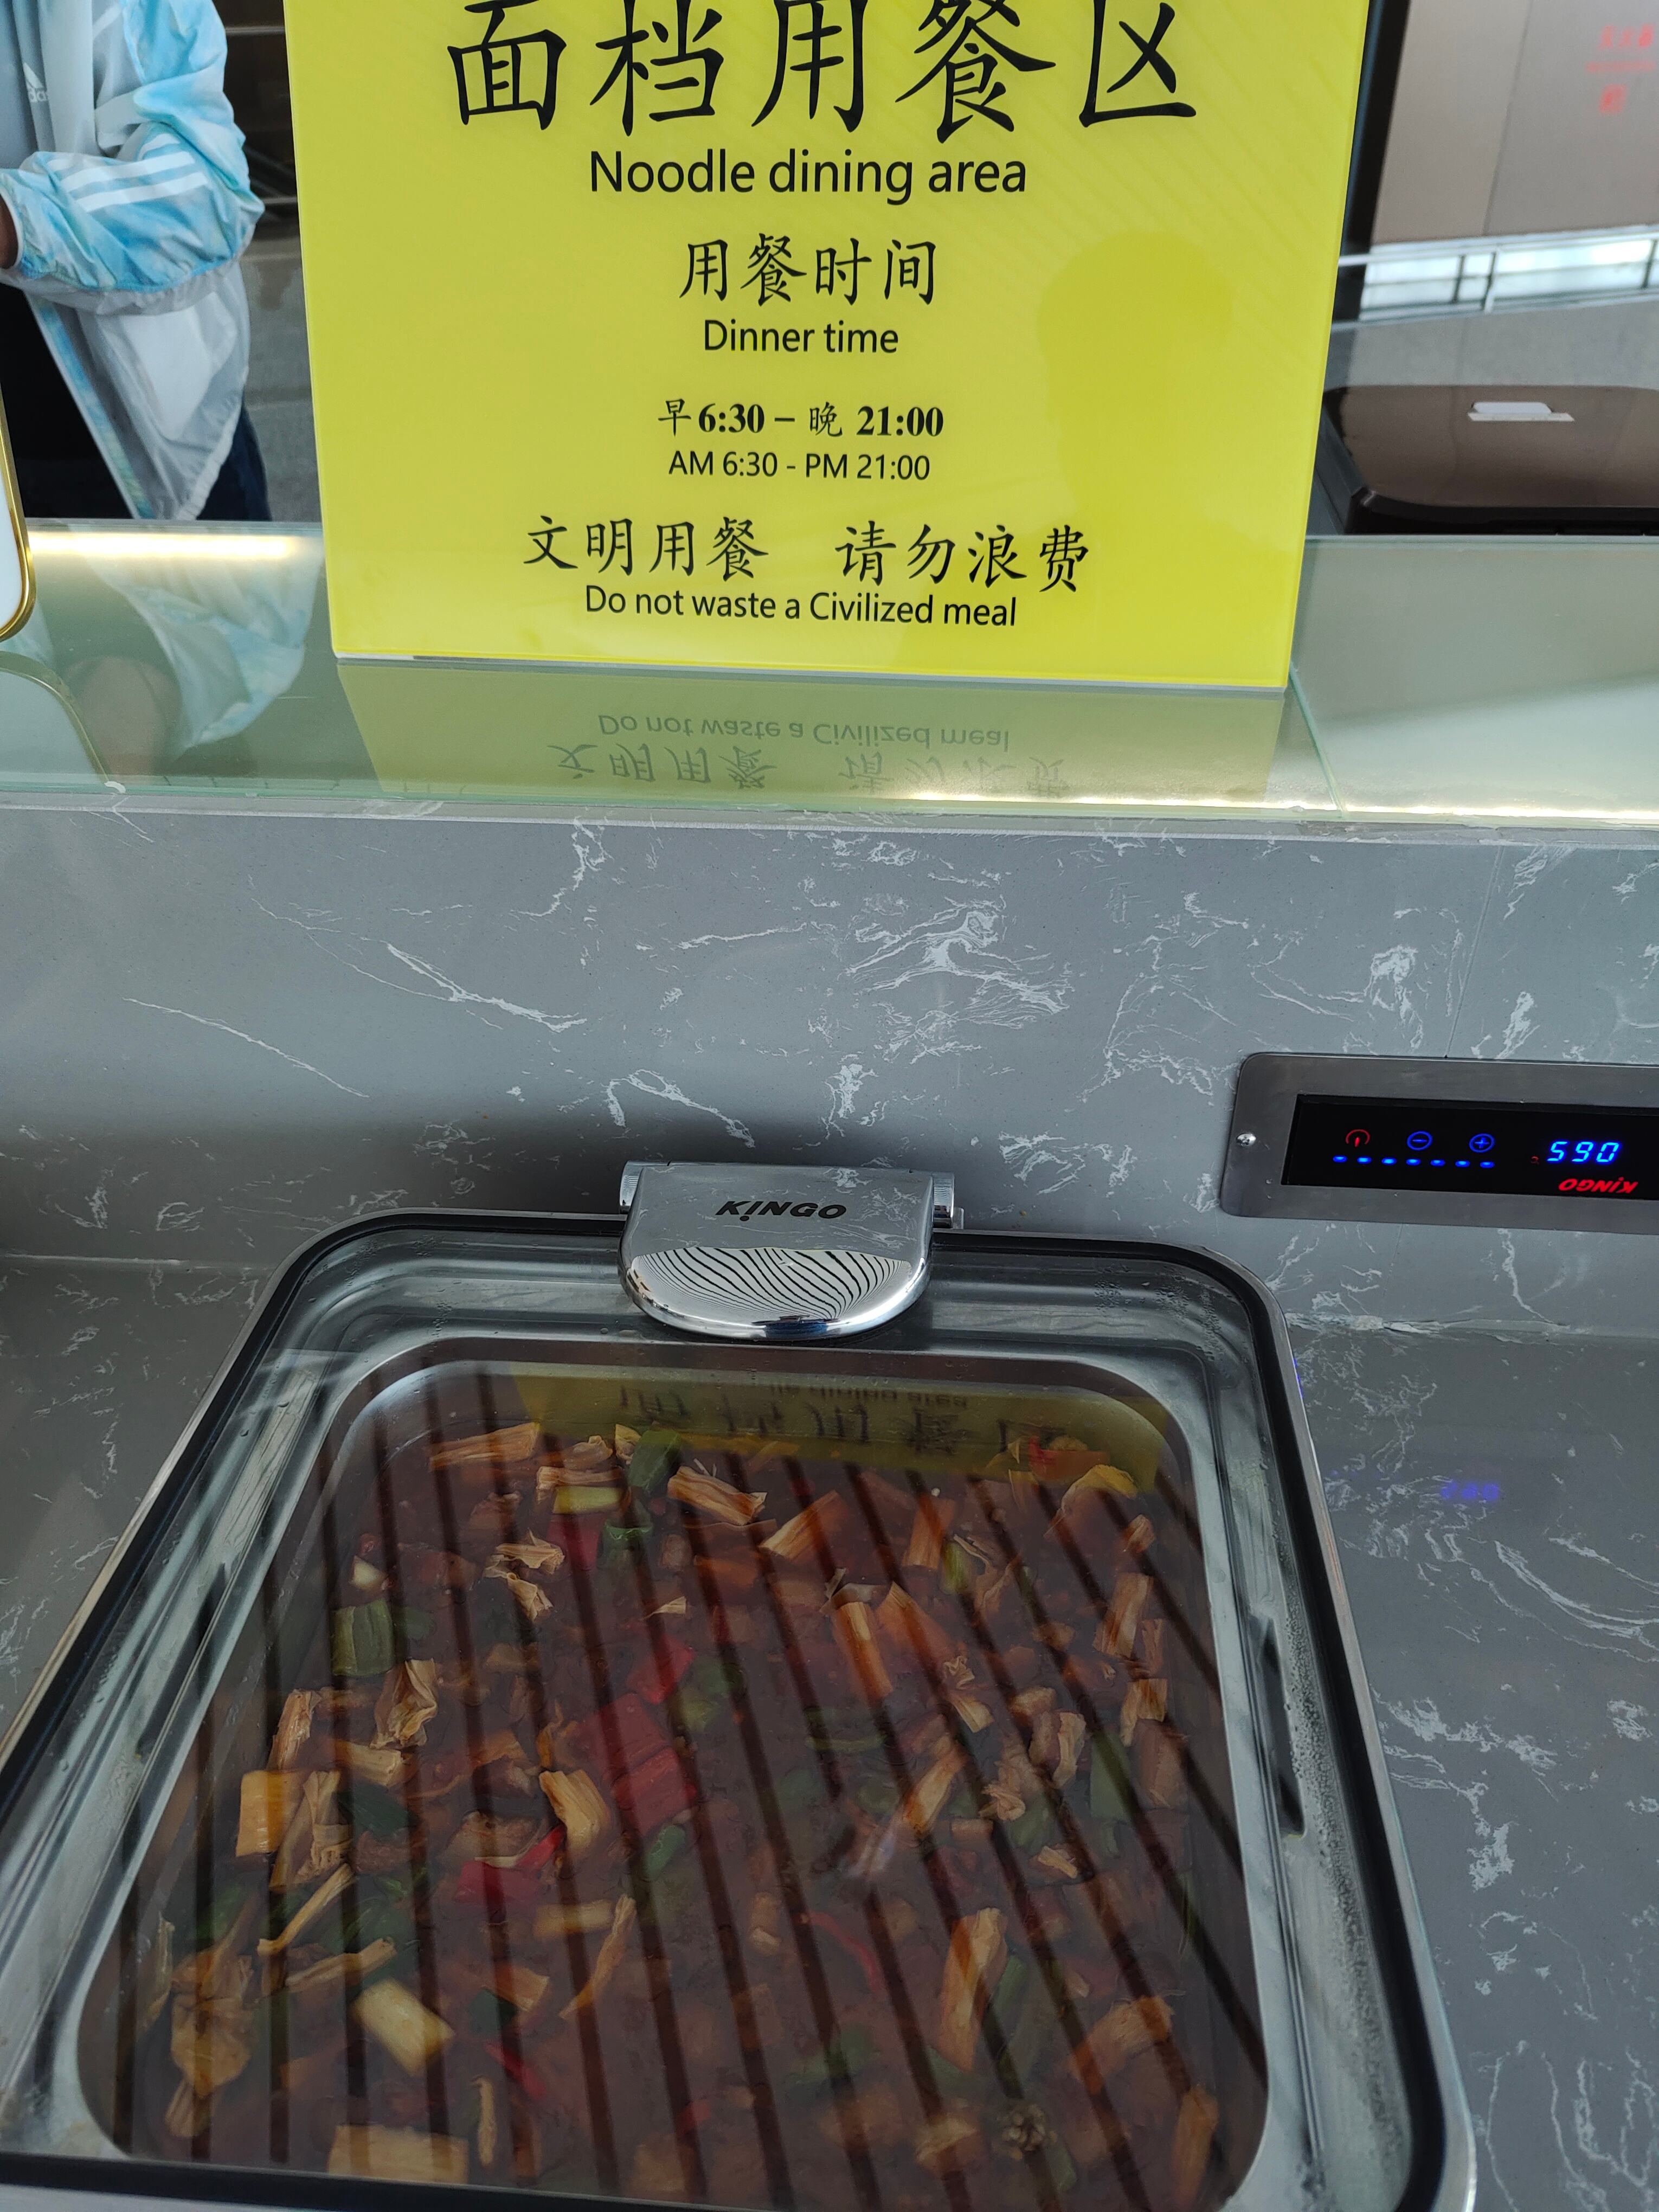 面档用餐区
Noodle dining area
用餐时间
Dinner time
早6:30 – 晚 21:00
AM 6:30 - PM 21:00
文明用餐 请勿浪费
Do not waste a Civilized meal
KINGO
065
KINGO